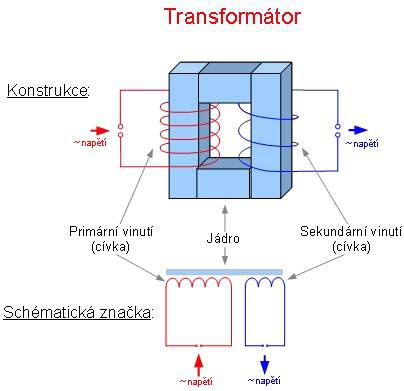 Transformátor
Konstrukce:
~napětí
~napětí
Primární vinutí
(cívka)
Jádro
Sekundární vinutí
(cívka)
Schématická značka:
~napětí
~napětí